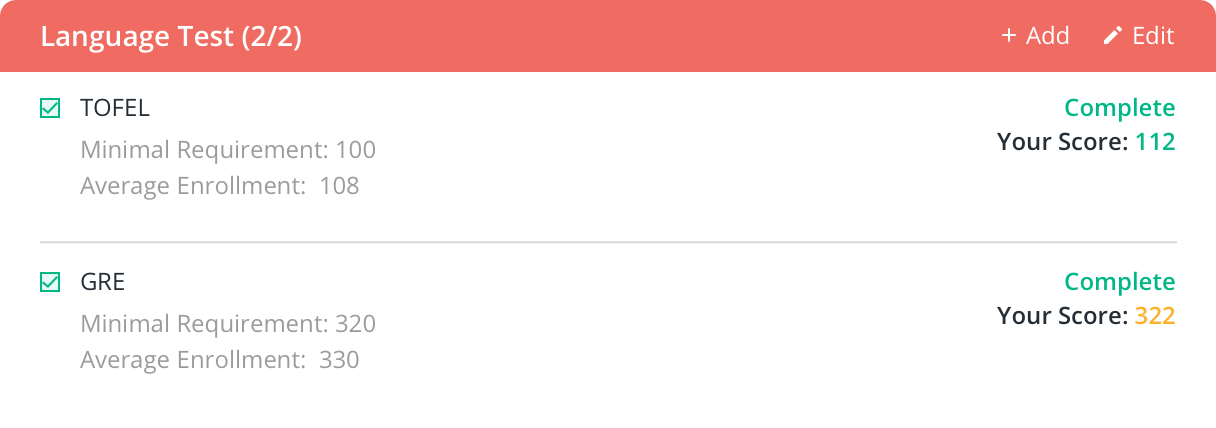 Language Test (2/2)
+ Add
Edit
TOFEL
Complete
Your Score: 112
Minimal Requirement: 100
Average Enrollment:  108
GRE
Complete
Your Score: 322
Minimal Requirement: 320
Average Enrollment:  330